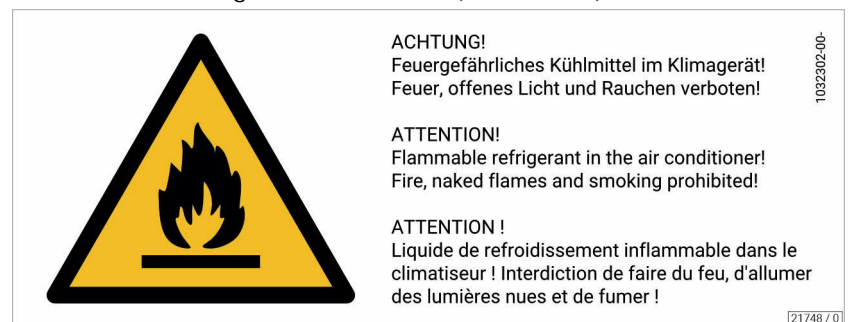 ACHTUNG!
Feuergefährliches Kühlmittel im Klimagerät!
Feuer, offenes Licht und Rauchen verboten!
ATTENTION!
Flammable refrigerant in the air conditioner!
Fire, naked flames and smoking prohibited!
ATTENTION !
Liquide de refroidissement inflammable dans le
climatiseur ! Interdiction de faire du feu, d'allumer
des lumières nues et de fumer !
1032302-00-
21748 / 0